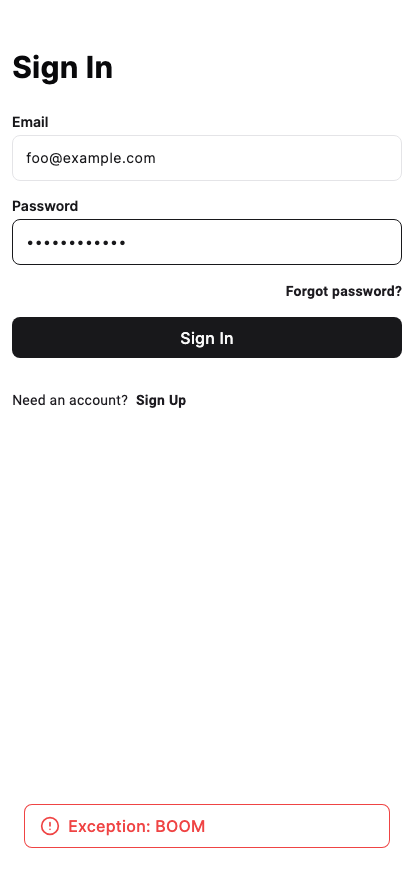 Sign In
Email
foo@example.com
Password
••••••••••••
Forgot password?
Sign In
Need an account? Sign Up
Exception: BOOM